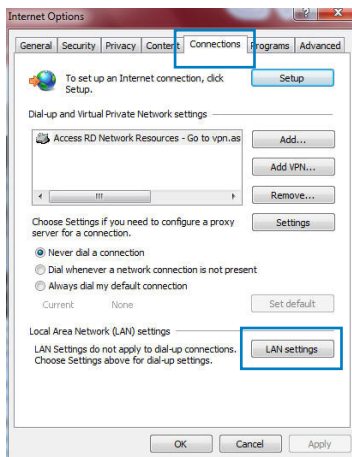 Internet Options
General Security Privacy Content Connections Programs Advanced
To set up an Internet connection, click
Setup.
Setup
Dial-up and Virtual Private Network settings
Access RD Network Resources - Go to vpn.as
Add...
Add VPN...
Remove...
Choose Settings if you need to configure a proxy
server for a connection.
Settings
Never dial a connection
Dial whenever a network connection is not present
Always dial my default connection
Current None
Set default
Local Area Network (LAN) settings
LAN Settings do not apply to dial-up connections.
Choose Settings above for dial-up settings.
LAN settings
OK Cancel Apply